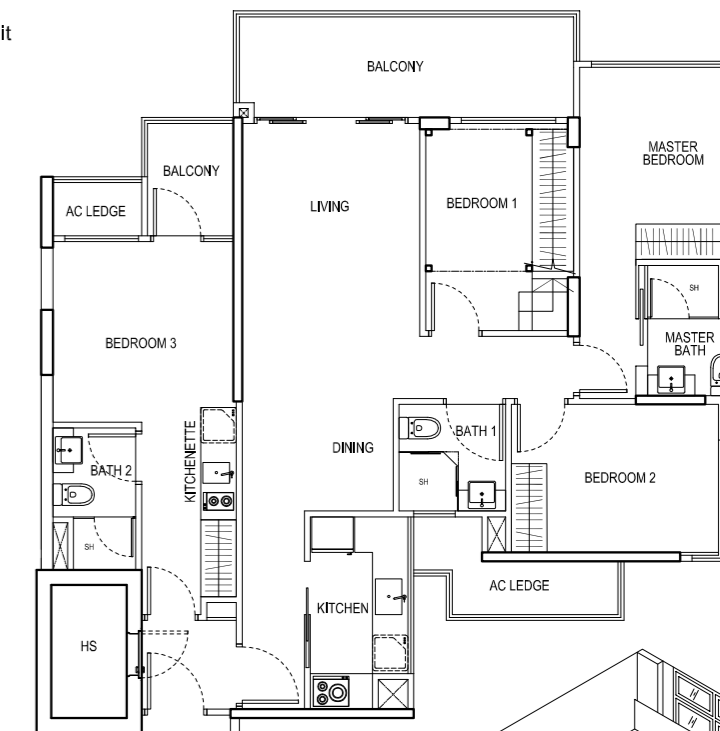 it
BALCONY
MASTER
BEDROOM
BALCONY
AC LEDGE
LIVING
BEDROOM 1
SH
BEDROOM 3
MASTER
BATH
KITCHENETTE
DINING
BATH 1
BATH 2
SH
BEDROOM 2
SH
AC LEDGE
KITCHEN
HS